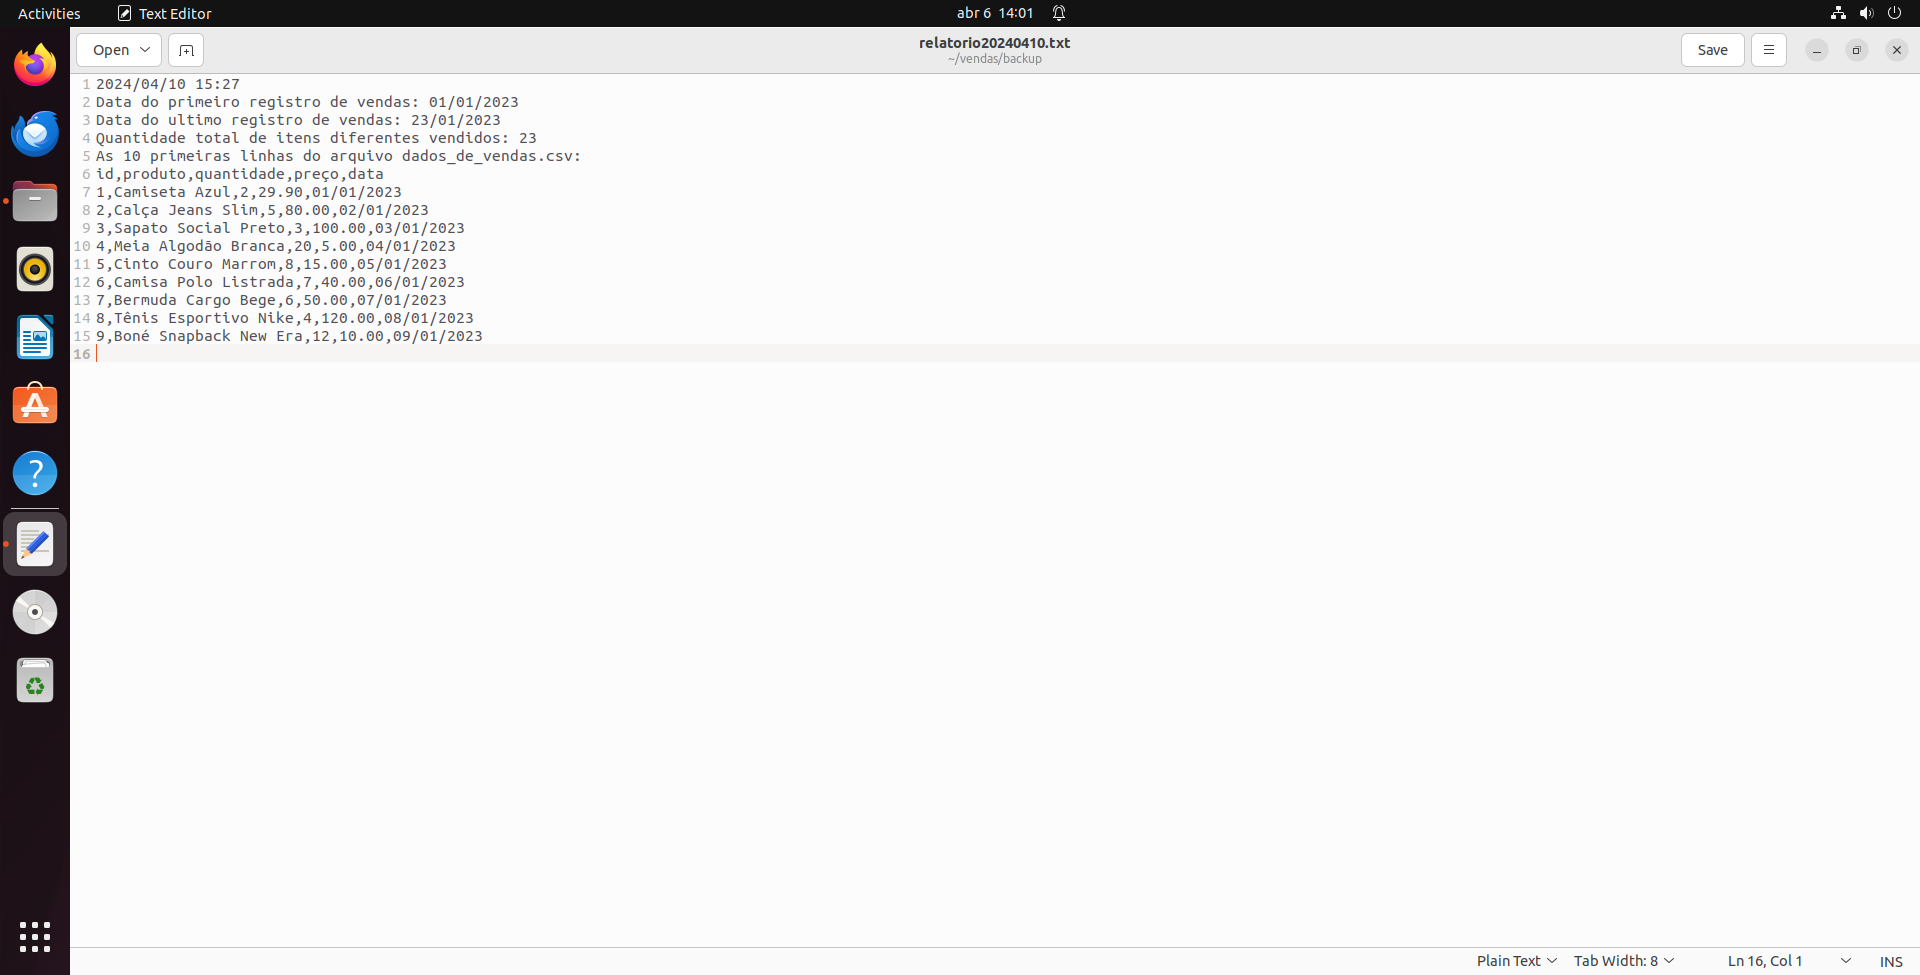 Activities
Text Editor
abr 6 14:01
Open
relatorio20240410.txt
~/vendas/backup
Save
1 2024/04/10 15:27
2 Data do primeiro registro de vendas: 01/01/2023
3 Data do ultimo registro de vendas: 23/01/2023
4 Quantidade total de itens diferentes vendidos: 23
5 As 10 primeiras linhas do arquivo dados_de_vendas.csv:
6 id,produto,quantidade,preço,data
7 1,Camiseta Azul,2,29.90,01/01/2023
8 2,Calça Jeans Slim,5,80.00,02/01/2023
9 3,Sapato Social Preto,3,100.00,03/01/2023
10 4,Meia Algodão Branca,20,5.00,04/01/2023
11 5,Cinto Couro Marrom,8,15.00,05/01/2023
12 6,Camisa Polo Listrada,7,40.00,06/01/2023
13 7,Bermuda Cargo Bege,6,50.00,07/01/2023
14 8,Tênis Esportivo Nike,4,120.00,08/01/2023
15 9,Boné Snapback New Era,12,10.00,09/01/2023
16
Plain Text
Tab Width: 8
Ln 16, Col 1
INS